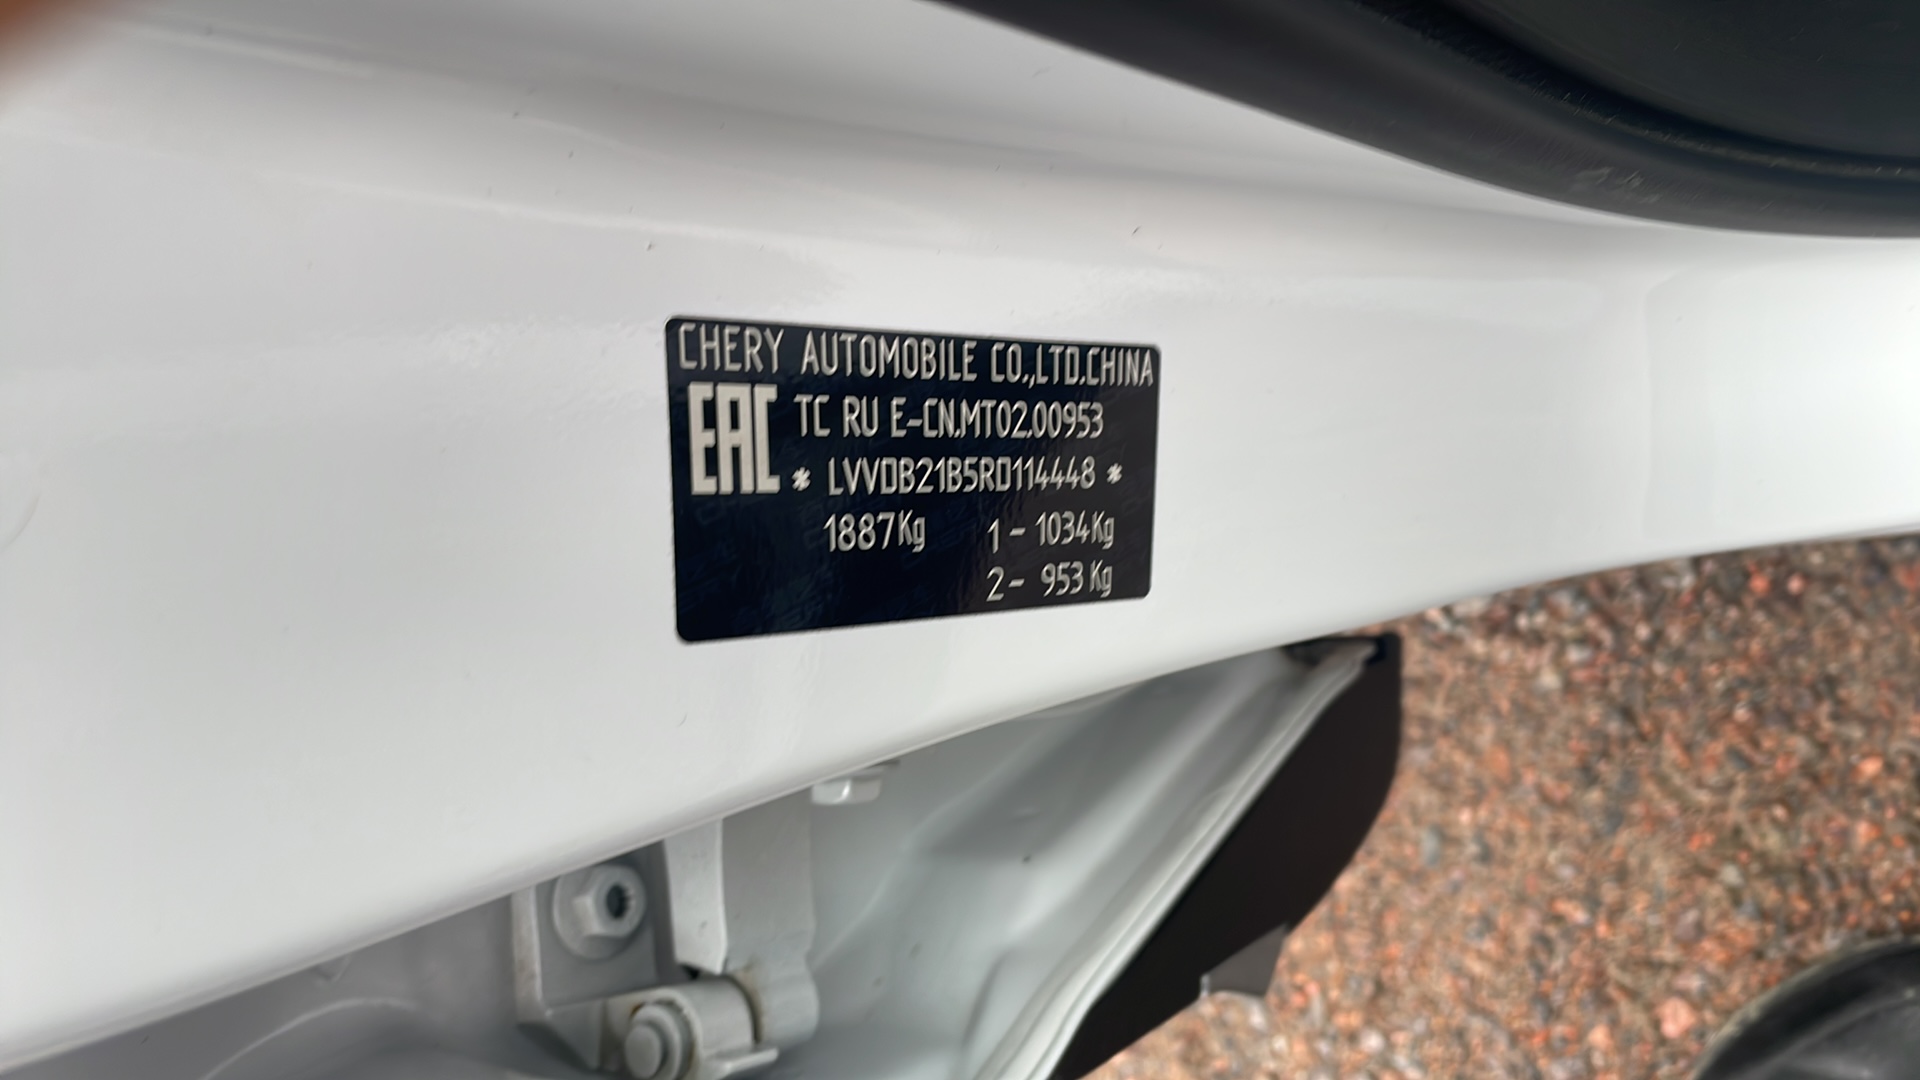 CHERY AUTOMOBILE CO.,LTD.CHINA
EAC TC RU E-CN.MT02.00953
* LVVDB21B5RD114448 *
1887Kg 1 - 1034Kg
2 - 953 Kg